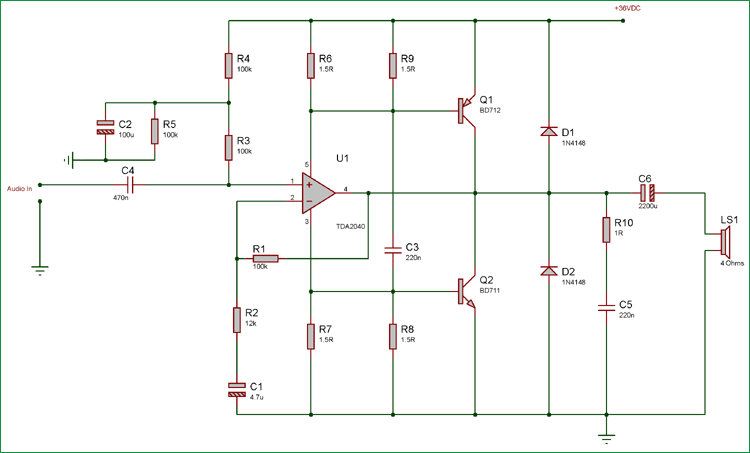 +36VDC
R4
100k
R6
1.5R
R9
1.5R
Q1
BD712
C2
100u
R5
100k
R3
100k
D1
1N4148
U1
5
C4
470n
Audio In
1
4
2
3
TDA2040
C6
2200u
LS1
4 Ohms
R10
1R
R1
100k
C3
220n
Q2
BD711
D2
1N4148
R2
12k
C5
220n
R7
1.5R
R8
1.5R
C1
4.7u